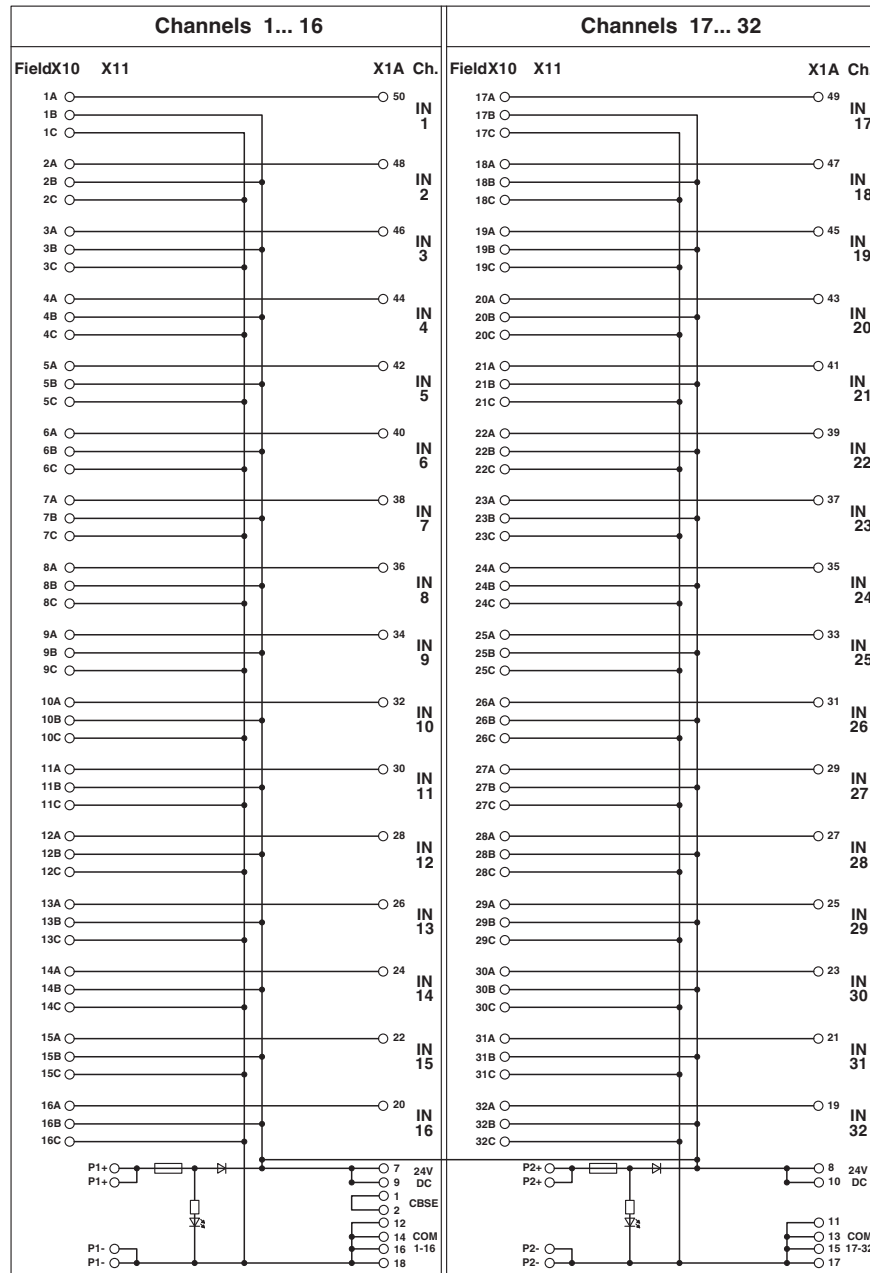 Channels 1... 16
FieldX10 X11 X1A Ch.
1A 50
1B IN
1C 1
2A 48
2B IN
2C 2
3A 46
3B IN
3C 3
4A 44
4B IN
4C 4
5A 42
5B IN
5C 5
6A 40
6B IN
6C 6
7A 38
7B IN
7C 7
8A 36
8B IN
8C 8
9A 34
9B IN
9C 9
10A 32
10B IN
10C 10
11A 30
11B IN
11C 11
12A 28
12B IN
12C 12
13A 26
13B IN
13C 13
14A 24
14B IN
14C 14
15A 22
15B IN
15C 15
16A 20
16B IN
16C 16
P1+ 7 24V
P1+ 9 DC
1 CBSE
2
12
14 COM
P1- 16 1-16
P1- 18
Channels 17... 32
FieldX10 X11 X1A Ch.
17A 49
17B IN
17C 17
18A 47
18B IN
18C 18
19A 45
19B IN
19C 19
20A 43
20B IN
20C 20
21A 41
21B IN
21C 21
22A 39
22B IN
22C 22
23A 37
23B IN
23C 23
24A 35
24B IN
24C 24
25A 33
25B IN
25C 25
26A 31
26B IN
26C 26
27A 29
27B IN
27C 27
28A 27
28B IN
28C 28
29A 25
29B IN
29C 29
30A 23
30B IN
30C 30
31A 21
31B IN
31C 31
32A 19
32B IN
32C 32
P2+ 8 24V
P2+ 10 DC
11
13 COM
P2- 15 17-32
P2- 17